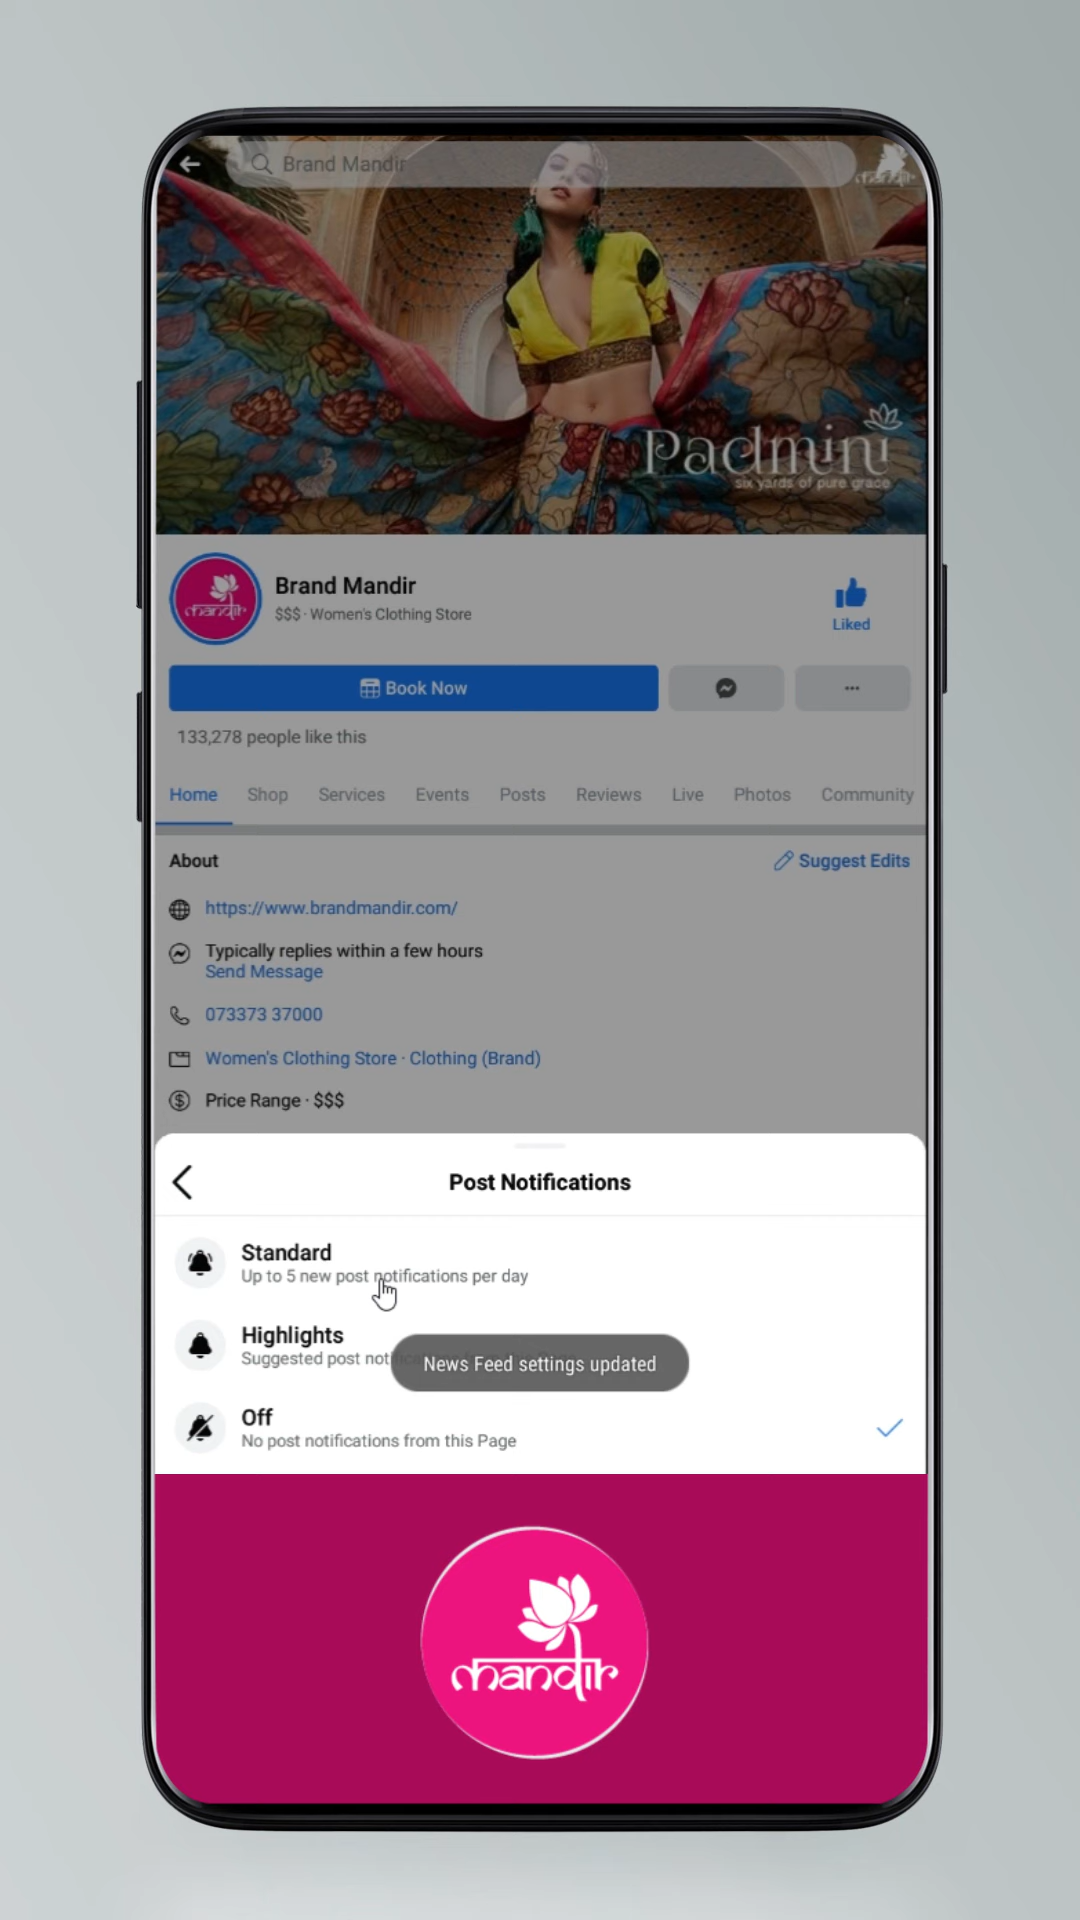 Brand Mandir
mandir
Padmini
six yards of pure grace
mandir
Brand Mandir
$$$ · Women's Clothing Store
Liked
Book Now
133,278 people like this
Home Shop Services Events Posts Reviews Live Photos Community
About
Suggest Edits
https://www.brandmandir.com/
Typically replies within a few hours
Send Message
073373 37000
Women's Clothing Store · Clothing (Brand)
Price Range · $$$
Post Notifications
Standard
Up to 5 new post notifications per day
Highlights
Suggested post
News Feed settings updated
Off
No post notifications from this Page
mandir